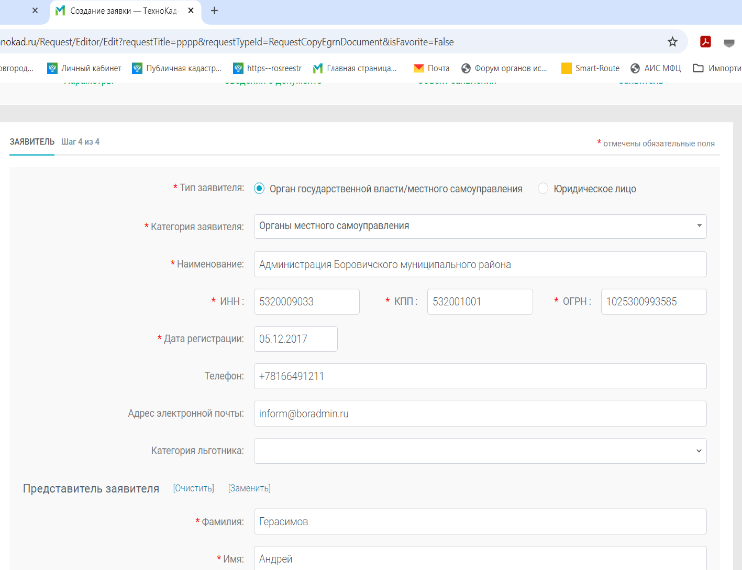 Создание заявки — ТехноКад
nokad.ru/Request/Editor/Edit?requestTitle=pppp&requestTypeId=RequestCopyEgrnDocument&isFavorite=False
овгород... Личный кабинет Публичная кадастр... https--rosreestr Главная страница... Почта Форум органов ис... Smart-Route АИС МФЦ Импорти
ЗАЯВИТЕЛЬ Шаг 4 из 4 * отмечены обязательные поля
* Тип заявителя: Орган государственной власти/местного самоуправления Юридическое лицо
* Категория заявителя: Органы местного самоуправления
* Наименование: Администрация Боровичского муниципального района
* ИНН: 5320009033 * КПП: 532001001 * ОГРН: 1025300993585
* Дата регистрации: 05.12.2017
Телефон: +78166491211
Адрес электронной почты: inform@boradmin.ru
Категория льготника:
Представитель заявителя [Очистить] [Заменить]
* Фамилия: Герасимов
* Имя: Андрей